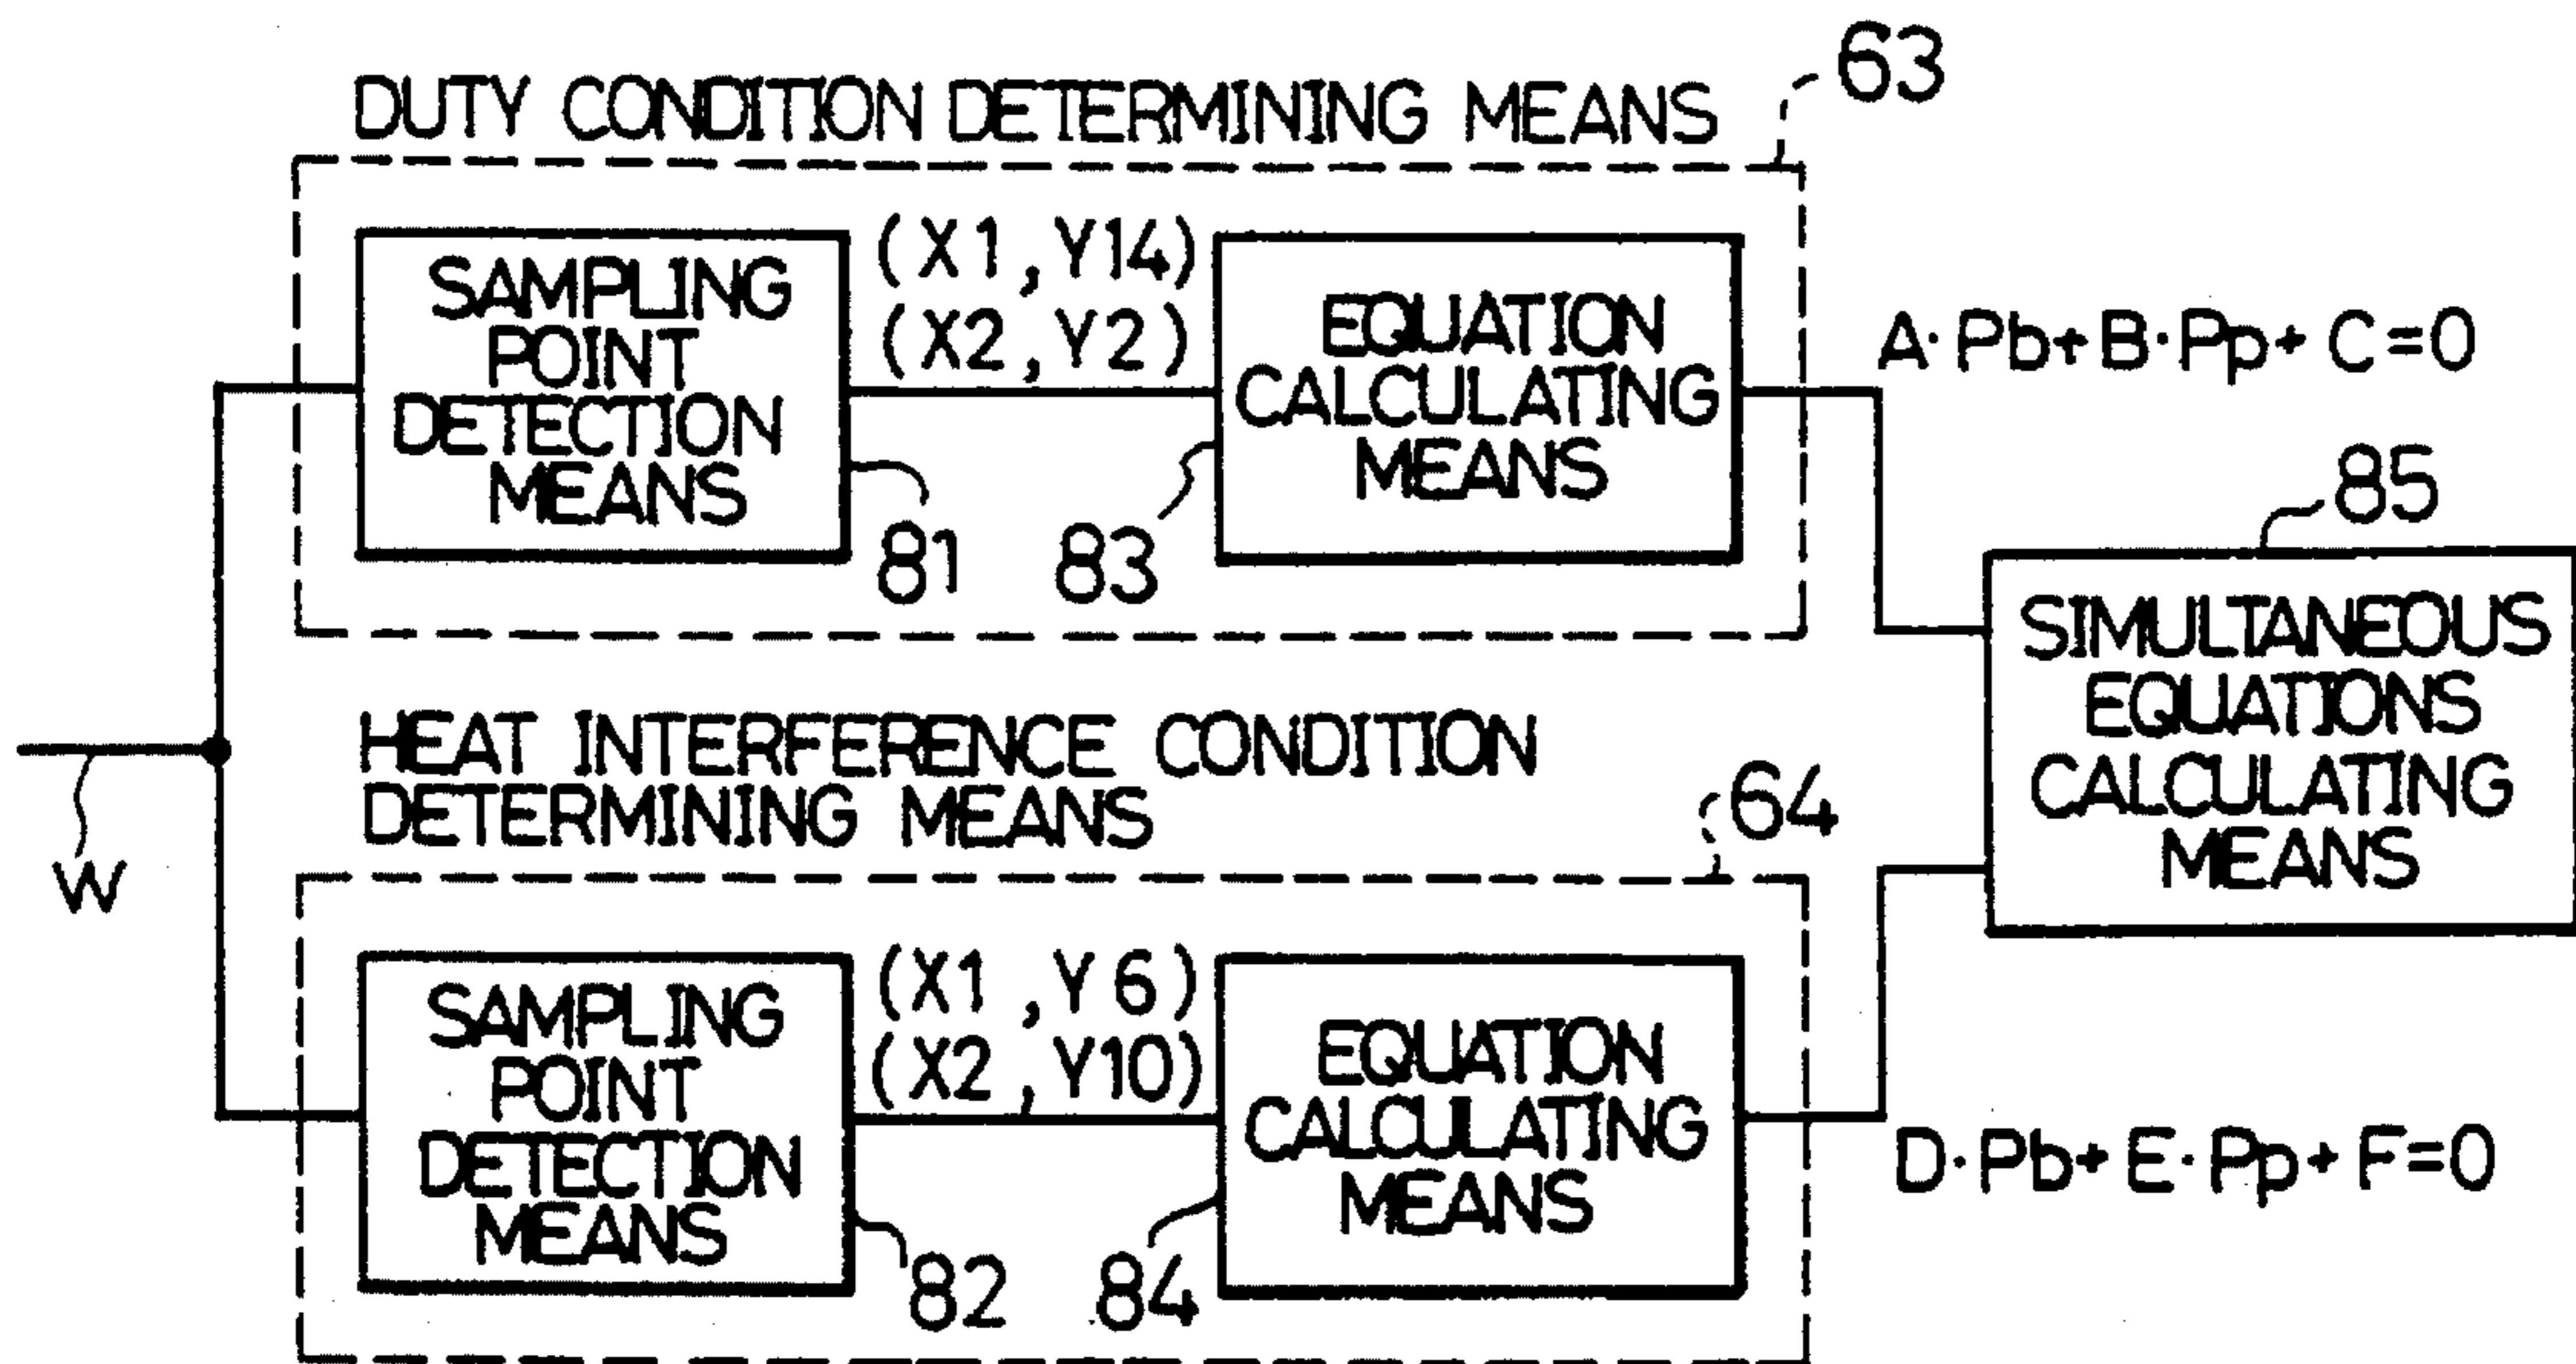 63
DUTY CONDITION DETERMINING MEANS
SAMPLING
POINT
DETECTION
MEANS
81
(X1,Y14)
(X2,Y2)
EQUATION
CALCULATING
MEANS
83
A·Pb+B·Pp+C=0
85
SIMULTANEOUS
EQUATIONS
CALCULATING
MEANS
W
HEAT INTERFERENCE CONDITION
DETERMINING MEANS
64
SAMPLING
POINT
DETECTION
MEANS
82
(X1,Y6)
(X2,Y10)
EQUATION
CALCULATING
MEANS
84
D·Pb+E·Pp+F=0